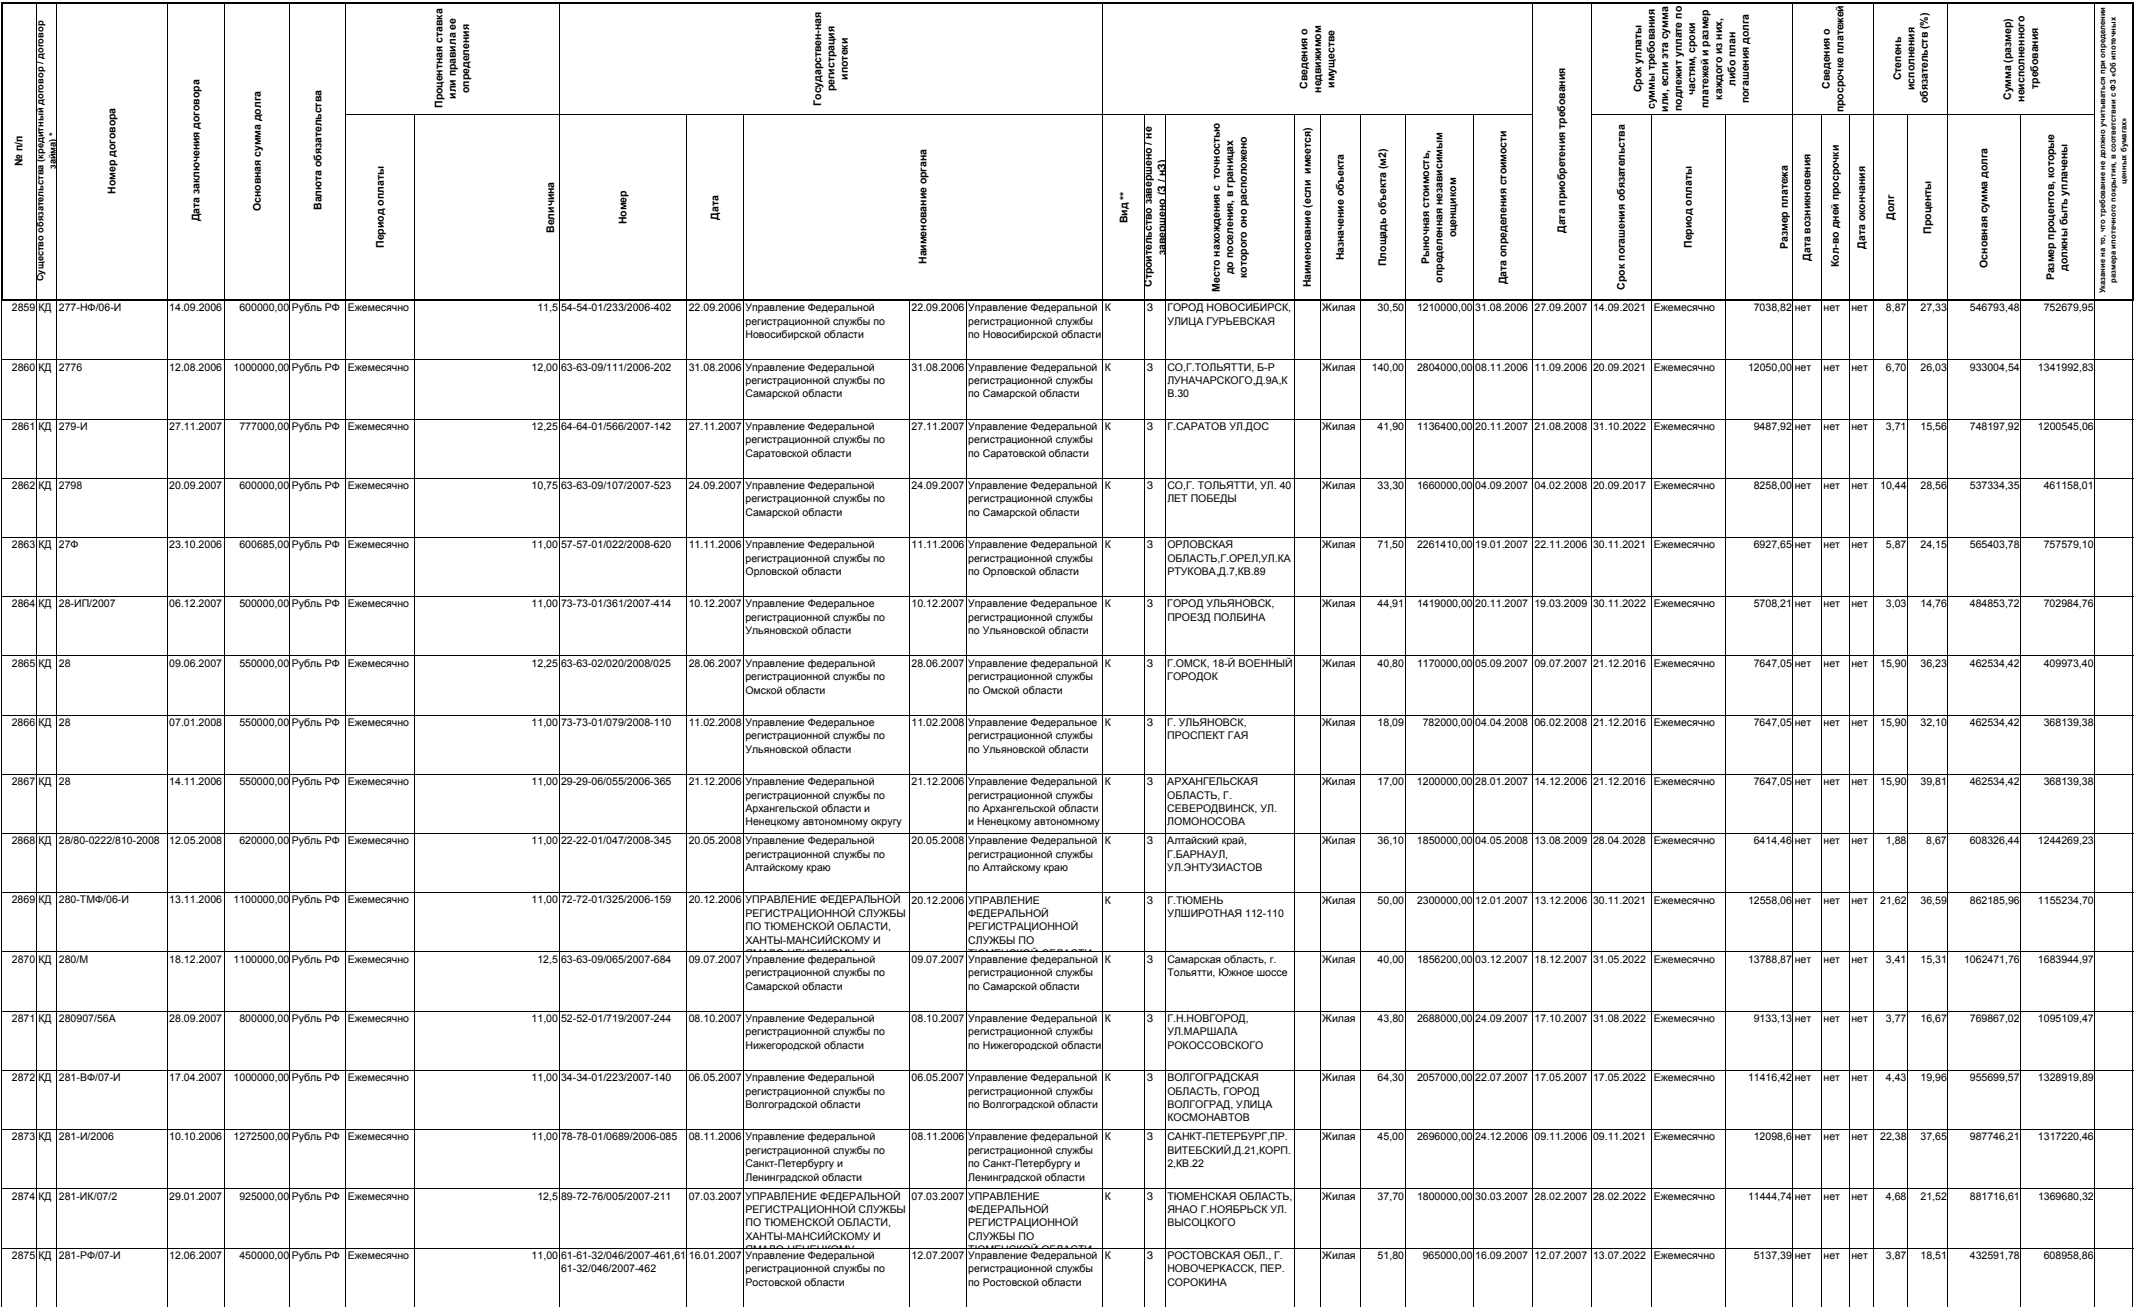 № п/п
Существо обязательства (кредитный договор / договор займа) *
Номер договора
Дата заключения договора
Основная сумма долга
Валюта обязательства
Процентная ставка или правила ее определения
Период оплаты
Величина
Государствен-ная регистрация ипотеки
Номер
Дата
Наименование органа
Сведения о недвижимом имуществе
Вид **
Строительство завершено / не завершено (З / нЗ)
Место нахождения с точностью до поселения, в границах которого оно расположено
Наименование (если имеется)
Назначение объекта
Площадь объекта (м2)
Рыночная стоимость, определенная независимым оценщиком
Дата определения стоимости
Дата приобретения требования
Срок уплаты суммы требования или, если эта сумма подлежит уплате по частям, сроки платежей и размер каждого из них, либо план погашения долга
Срок погашения обязательства
Период оплаты
Размер платежа
Сведения о просрочке платежей
Дата возникновения
Кол-во дней просрочки
Дата окончания
Степень исполнения обязательств (%)
Долг
Проценты
Сумма (размер) неисполненного требования
Основная сумма долга
Размер процентов, которые должны быть уплачены
Указание на то, что требование не должно учитываться при определении размера ипотечного покрытия, в соответствии с ФЗ «Об ипотечных ценных бумагах»
2859 КД 277-НФ/06-И 14.09.2006 600000,00 Рубль РФ Ежемесячно 11,5 54-54-01/233/2006-402 22.09.2006 Управление Федеральной регистрационной службы по Новосибирской области 22.09.2006 Управление Федеральной регистрационной службы по Новосибирской области К З ГОРОД НОВОСИБИРСК, УЛИЦА ГУРЬЕВСКАЯ Жилая 30,50 1210000,00 31.08.2006 27.09.2007 14.09.2021 Ежемесячно 7038,82 нет нет нет 8,87 27,33 546793,48 752679,95
2860 КД 2776 12.08.2006 1000000,00 Рубль РФ Ежемесячно 12,00 63-63-09/111/2006-202 31.08.2006 Управление Федеральной регистрационной службы по Самарской области 31.08.2006 Управление Федеральной регистрационной службы по Самарской области К З СО,Г.ТОЛЬЯТТИ, Б-Р ЛУНАЧАРСКОГО,Д.9А,КВ.30 Жилая 140,00 2804000,00 08.11.2006 11.09.2006 20.09.2021 Ежемесячно 12050,00 нет нет нет 6,70 26,03 933004,54 1341992,83
2861 КД 279-И 27.11.2007 777000,00 Рубль РФ Ежемесячно 12,25 64-64-01/566/2007-142 27.11.2007 Управление Федеральной регистрационной службы по Саратовской области 27.11.2007 Управление Федеральной регистрационной службы по Саратовской области К З Г.САРАТОВ УЛ.ДОС Жилая 41,90 1136400,00 20.11.2007 21.08.2008 31.10.2022 Ежемесячно 9487,92 нет нет нет 3,71 15,56 748197,92 1200545,06
2862 КД 2798 20.09.2007 600000,00 Рубль РФ Ежемесячно 10,75 63-63-09/107/2007-523 24.09.2007 Управление Федеральной регистрационной службы по Самарской области 24.09.2007 Управление Федеральной регистрационной службы по Самарской области К З СО,Г. ТОЛЬЯТТИ, УЛ. 40 ЛЕТ ПОБЕДЫ Жилая 33,30 1660000,00 04.09.2007 04.02.2008 20.09.2017 Ежемесячно 8258,00 нет нет нет 10,44 28,56 537334,35 461158,01
2863 КД 27Ф 23.10.2006 600685,00 Рубль РФ Ежемесячно 11,00 57-57-01/022/2008-620 11.11.2006 Управление Федеральной регистрационной службы по Орловской области 11.11.2006 Управление Федеральной регистрационной службы по Орловской области К З ОРЛОВСКАЯ ОБЛАСТЬ,Г.ОРЕЛ,УЛ.КАРТУКОВА,Д.7,КВ.89 Жилая 71,50 2261410,00 19.01.2007 22.11.2006 30.11.2021 Ежемесячно 6927,65 нет нет нет 5,87 24,15 565403,78 757579,10
2864 КД 28-ИП/2007 06.12.2007 500000,00 Рубль РФ Ежемесячно 11,00 73-73-01/361/2007-414 10.12.2007 Управление Федеральное регистрационной службы по Ульяновской области 10.12.2007 Управление Федеральное регистрационной службы по Ульяновской области К З ГОРОД УЛЬЯНОВСК, ПРОЕЗД ПОЛБИНА Жилая 44,91 1419000,00 20.11.2007 19.03.2009 30.11.2022 Ежемесячно 5708,21 нет нет нет 3,03 14,76 484853,72 702984,76
2865 КД 28 09.06.2007 550000,00 Рубль РФ Ежемесячно 12,25 63-63-02/020/2008/025 28.06.2007 Управление федеральной регистрационной службы по Омской области 28.06.2007 Управление федеральной регистрационной службы по Омской области К З Г.ОМСК, 18-Й ВОЕННЫЙ ГОРОДОК Жилая 40,80 1170000,00 05.09.2007 09.07.2007 21.12.2016 Ежемесячно 7647,05 нет нет нет 15,90 36,23 462534,42 409973,40
2866 КД 28 07.01.2008 550000,00 Рубль РФ Ежемесячно 11,00 73-73-01/079/2008-110 11.02.2008 Управление Федеральное регистрационной службы по Ульяновской области 11.02.2008 Управление Федеральное регистрационной службы по Ульяновской области К З Г. УЛЬЯНОВСК, ПРОСПЕКТ ГАЯ Жилая 18,09 782000,00 04.04.2008 06.02.2008 21.12.2016 Ежемесячно 7647,05 нет нет нет 15,90 32,10 462534,42 368139,38
2867 КД 28 14.11.2006 550000,00 Рубль РФ Ежемесячно 11,00 29-29-06/055/2006-365 21.12.2006 Управление Федеральной регистрационной службы по Архангельской области и Ненецкому автономному округу 21.12.2006 Управление Федеральной регистрационной службы по Архангельской области и Ненецкому автономному К З АРХАНГЕЛЬСКАЯ ОБЛАСТЬ, Г. СЕВЕРОДВИНСК, УЛ. ЛОМОНОСОВА Жилая 17,00 1200000,00 28.01.2007 14.12.2006 21.12.2016 Ежемесячно 7647,05 нет нет нет 15,90 39,81 462534,42 368139,38
2868 КД 28/80-0222/810-2008 12.05.2008 620000,00 Рубль РФ Ежемесячно 11,00 22-22-01/047/2008-345 20.05.2008 Управление Федеральной регистрационной службы по Алтайскому краю 20.05.2008 Управление Федеральной регистрационной службы по Алтайскому краю К З Алтайский край, Г.БАРНАУЛ, УЛ.ЭНТУЗИАСТОВ Жилая 36,10 1850000,00 04.05.2008 13.08.2009 28.04.2028 Ежемесячно 6414,46 нет нет нет 1,88 8,67 608326,44 1244269,23
2869 КД 280-ТМФ/06-И 13.11.2006 1100000,00 Рубль РФ Ежемесячно 11,00 72-72-01/325/2006-159 20.12.2006 УПРАВЛЕНИЕ ФЕДЕРАЛЬНОЙ РЕГИСТРАЦИОННОЙ СЛУЖБЫ ПО ТЮМЕНСКОЙ ОБЛАСТИ, ХАНТЫ-МАНСИЙСКОМУ И ЯМАЛО-НЕНЕЦКОМУ 20.12.2006 УПРАВЛЕНИЕ ФЕДЕРАЛЬНОЙ РЕГИСТРАЦИОННОЙ СЛУЖБЫ ПО ТЮМЕНСКОЙ ОБЛАСТИ К З Г.ТЮМЕНЬ УЛШИРОТНАЯ 112-110 Жилая 50,00 2300000,00 12.01.2007 13.12.2006 30.11.2021 Ежемесячно 12558,06 нет нет нет 21,62 36,59 862185,96 1155234,70
2870 КД 280/М 18.12.2007 1100000,00 Рубль РФ Ежемесячно 12,5 63-63-09/065/2007-684 09.07.2007 Управление федеральной регистрационной службы по Самарской области 09.07.2007 Управление федеральной регистрационной службы по Самарской области К З Самарская область, г. Тольятти, Южное шоссе Жилая 40,00 1856200,00 03.12.2007 18.12.2007 31.05.2022 Ежемесячно 13788,87 нет нет нет 3,41 15,31 1062471,76 1683944,97
2871 КД 280907/56А 28.09.2007 800000,00 Рубль РФ Ежемесячно 11,00 52-52-01/719/2007-244 08.10.2007 Управление Федеральной регистрационной службы по Нижегородской области 08.10.2007 Управление Федеральной регистрационной службы по Нижегородской области К З Г.Н.НОВГОРОД, УЛ.МАРШАЛА РОКОССОВСКОГО Жилая 43,80 2688000,00 24.09.2007 17.10.2007 31.08.2022 Ежемесячно 9133,13 нет нет нет 3,77 16,67 769867,02 1095109,47
2872 КД 281-ВФ/07-И 17.04.2007 1000000,00 Рубль РФ Ежемесячно 11,00 34-34-01/223/2007-140 06.05.2007 Управление Федеральной регистрационной службы по Волгоградской области 06.05.2007 Управление Федеральной регистрационной службы по Волгоградской области К З ВОЛГОГРАДСКАЯ ОБЛАСТЬ, ГОРОД ВОЛГОГРАД, УЛИЦА КОСМОНАВТОВ Жилая 64,30 2057000,00 22.07.2007 17.05.2007 17.05.2022 Ежемесячно 11416,42 нет нет нет 4,43 19,96 955699,57 1328919,89
2873 КД 281-И/2006 10.10.2006 1272500,00 Рубль РФ Ежемесячно 11,00 78-78-01/0689/2006-085 08.11.2006 Управление федеральной регистрационной службы по Санкт-Петербургу и Ленинградской области 08.11.2006 Управление федеральной регистрационной службы по Санкт-Петербургу и Ленинградской области К З САНКТ-ПЕТЕРБУРГ,ПР. ВИТЕБСКИЙ,Д.21,КОРП.2,КВ.22 Жилая 45,00 2696000,00 24.12.2006 09.11.2006 09.11.2021 Ежемесячно 12098,6 нет нет нет 22,38 37,65 987746,21 1317220,46
2874 КД 281-ИК/07/2 29.01.2007 925000,00 Рубль РФ Ежемесячно 12,5 89-72-76/005/2007-211 07.03.2007 УПРАВЛЕНИЕ ФЕДЕРАЛЬНОЙ РЕГИСТРАЦИОННОЙ СЛУЖБЫ ПО ТЮМЕНСКОЙ ОБЛАСТИ, ХАНТЫ-МАНСИЙСКОМУ И ЯМАЛО-НЕНЕЦКОМУ 07.03.2007 УПРАВЛЕНИЕ ФЕДЕРАЛЬНОЙ РЕГИСТРАЦИОННОЙ СЛУЖБЫ ПО ТЮМЕНСКОЙ ОБЛАСТИ К З ТЮМЕНСКАЯ ОБЛАСТЬ, ЯНАО Г.НОЯБРЬСК УЛ. ВЫСОЦКОГО Жилая 37,70 1800000,00 30.03.2007 28.02.2007 28.02.2022 Ежемесячно 11444,74 нет нет нет 4,68 21,52 881716,61 1369680,32
2875 КД 281-РФ/07-И 12.06.2007 450000,00 Рубль РФ Ежемесячно 11,00 61-61-32/046/2007-461,61 61-32/046/2007-462 16.01.2007 Управление Федеральной регистрационной службы по Ростовской области 12.07.2007 Управление Федеральной регистрационной службы по Ростовской области К З РОСТОВСКАЯ ОБЛ., Г. НОВОЧЕРКАССК, ПЕР. СОРОКИНА Жилая 51,80 965000,00 16.09.2007 12.07.2007 13.07.2022 Ежемесячно 5137,39 нет нет нет 3,87 18,51 432591,78 608958,86